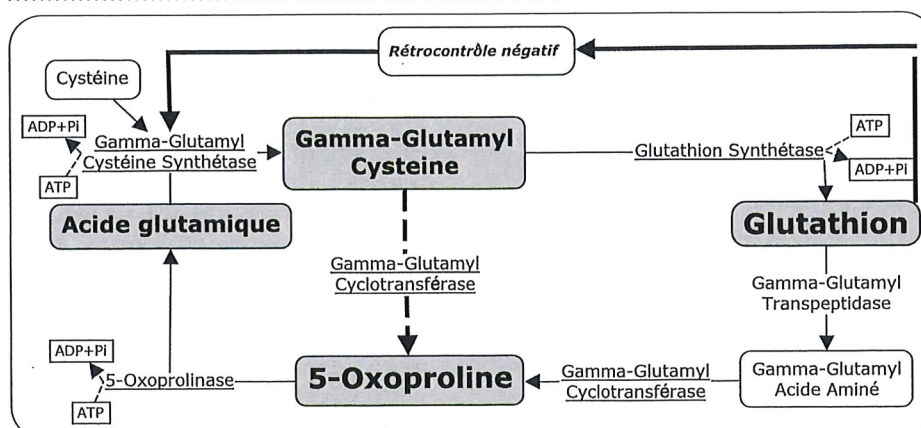 Rétrocontrôle négatif
Cystéine
ADP+Pi
ATP
Gamma-Glutamyl
Cystéine Synthétase
Gamma-Glutamyl
Cysteine
Glutathion Synthétase
ATP
ADP+Pi
Acide glutamique
Glutathion
Gamma-Glutamyl
Cyclotransférase
Gamma-Glutamyl
Transpeptidase
ADP+Pi
ATP
5-Oxoprolinase
5-Oxoproline
Gamma-Glutamyl
Cyclotransférase
Gamma-Glutamyl
Acide Aminé